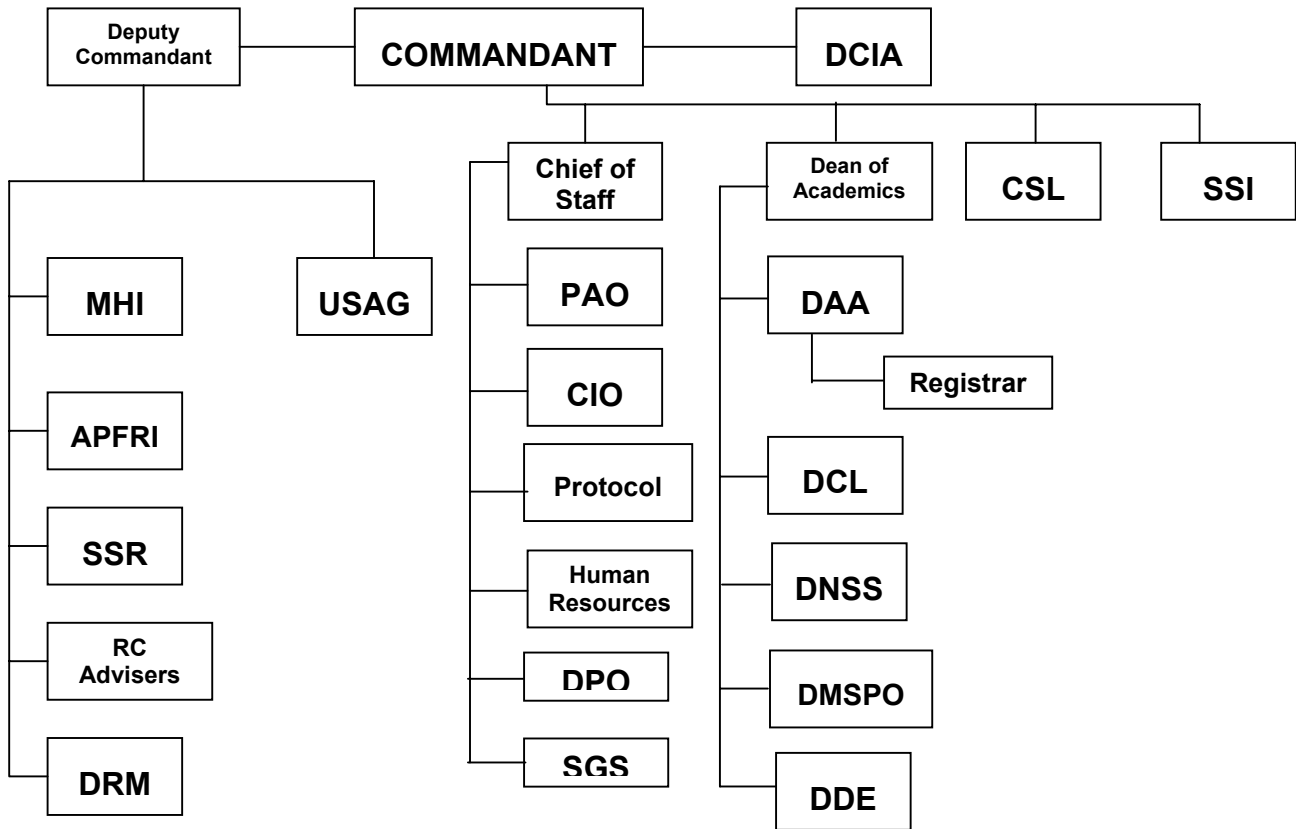 Deputy
Commandant
COMMANDANT
DCIA
Chief of
Staff
Dean of
Academics
CSL
SSI
MHI
USAG
PAO
DAA
CIO
Registrar
APFRI
Protocol
DCL
SSR
Human
Resources
DNSS
RC
Advisers
DPO
DMSPO
DRM
SGS
DDE